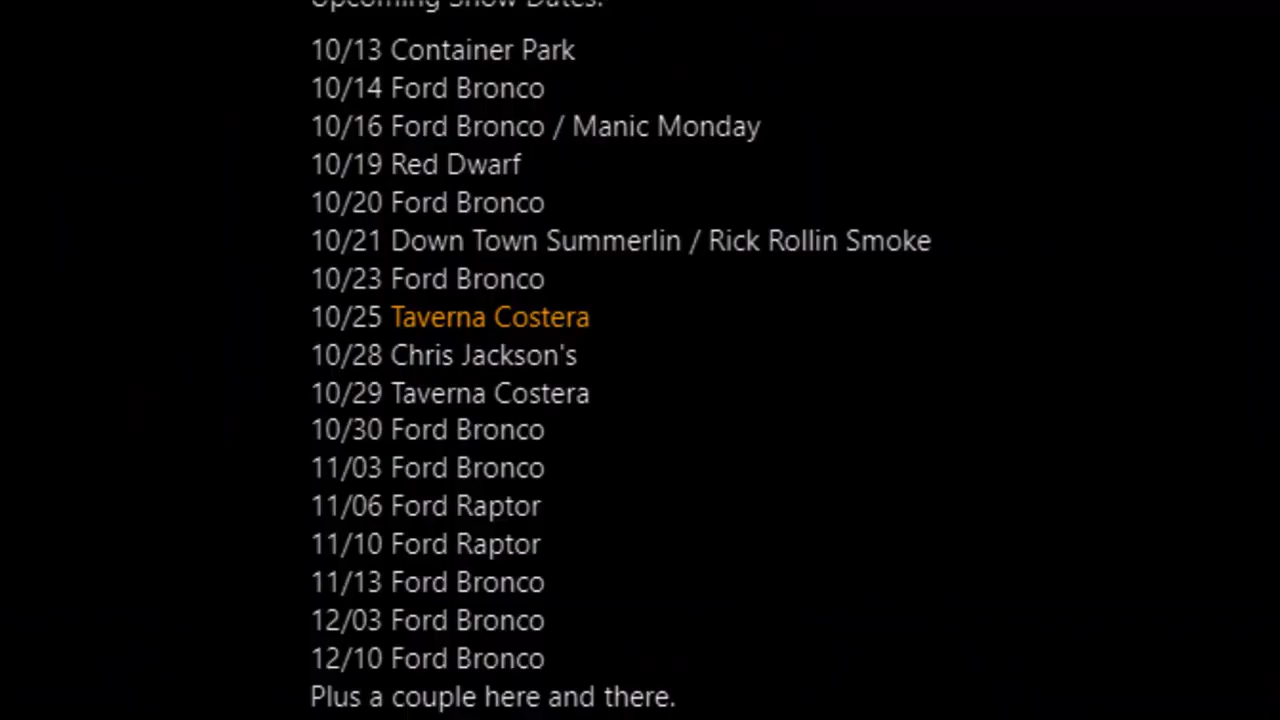 Upcoming Show Dates:
10/13 Container Park
10/14 Ford Bronco
10/16 Ford Bronco / Manic Monday
10/19 Red Dwarf
10/20 Ford Bronco
10/21 Down Town Summerlin / Rick Rollin Smoke
10/23 Ford Bronco
10/25 Taverna Costera
10/28 Chris Jackson's
10/29 Taverna Costera
10/30 Ford Bronco
11/03 Ford Bronco
11/06 Ford Raptor
11/10 Ford Raptor
11/13 Ford Bronco
12/03 Ford Bronco
12/10 Ford Bronco
Plus a couple here and there.